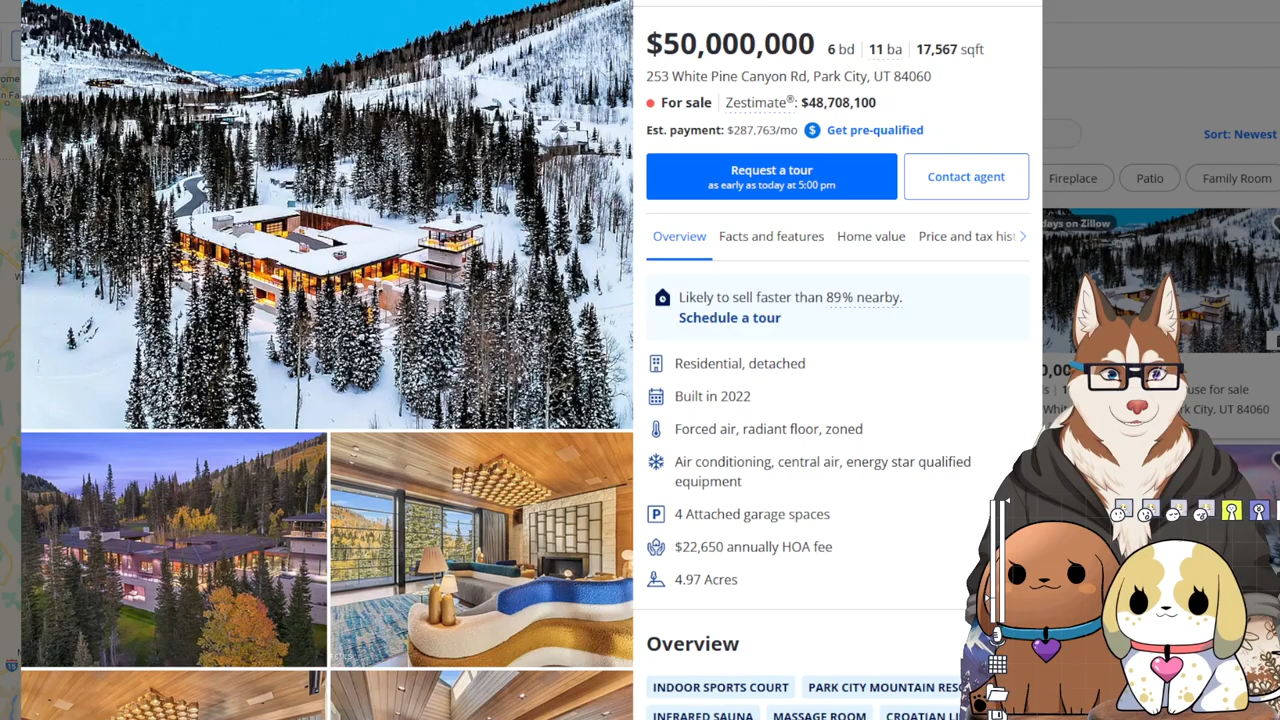 $50,000,000 6 bd 11 ba 17,567 sqft
253 White Pine Canyon Rd, Park City, UT 84060
For sale Zestimate®: $48,708,100
Est. payment: $287,763/mo $ Get pre-qualified
Request a tour
as early as today at 5:00 pm
Contact agent
Overview Facts and features Home value Price and tax hist
Likely to sell faster than 89% nearby.
Schedule a tour
Residential, detached
Built in 2022
Forced air, radiant floor, zoned
Air conditioning, central air, energy star qualified
equipment
P 4 Attached garage spaces
$22,650 annually HOA fee
4.97 Acres
Overview
INDOOR SPORTS COURT PARK CITY MOUNTAIN RES
INFRARED SAUNA MASSAGE ROOM CROATIAN LI
Sort: Newest
Fireplace Patio Family Room
days on Zillow
use for sale
rk City, UT 84060